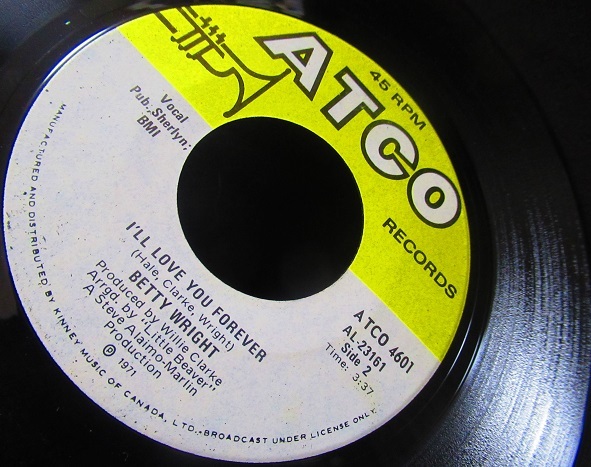 ATCO
45 RPM
RECORDS
Vocal
Pub., Sherlyn,
BMI
ATCO 4601
AL-23161
Side 2
Time: 3:37
I'LL LOVE YOU FOREVER
(Hale, Clarke, Wright)
BETTY WRIGHT
Produced by Willie Clarke
Arred. by "Little Beaver"
A Steve Alaimo-Marlin
Production
℗ 1971
MANUFACTURED AND DISTRIBUTED BY KINNEY MUSIC OF CANADA, LTD.-BROADCAST UNDER LICENSE ONLY.